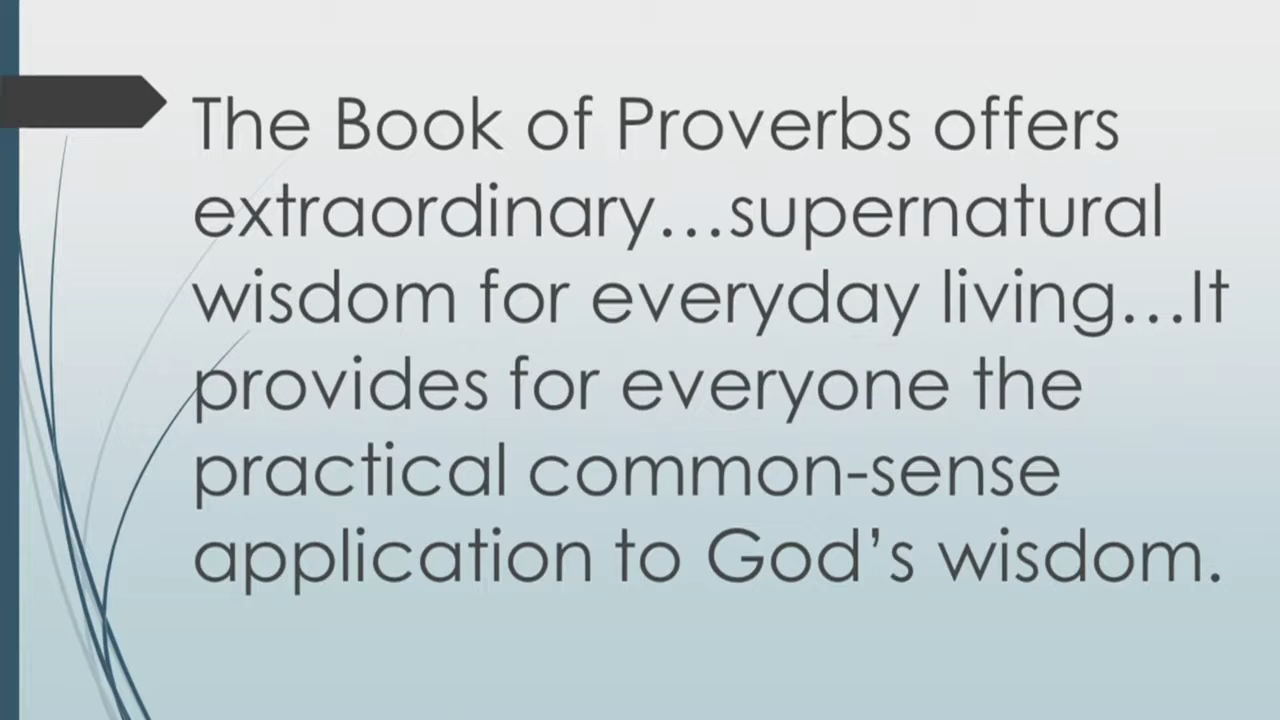 The Book of Proverbs offers
extraordinary…supernatural
wisdom for everyday living…It
provides for everyone the
practical common-sense
application to God’s wisdom.